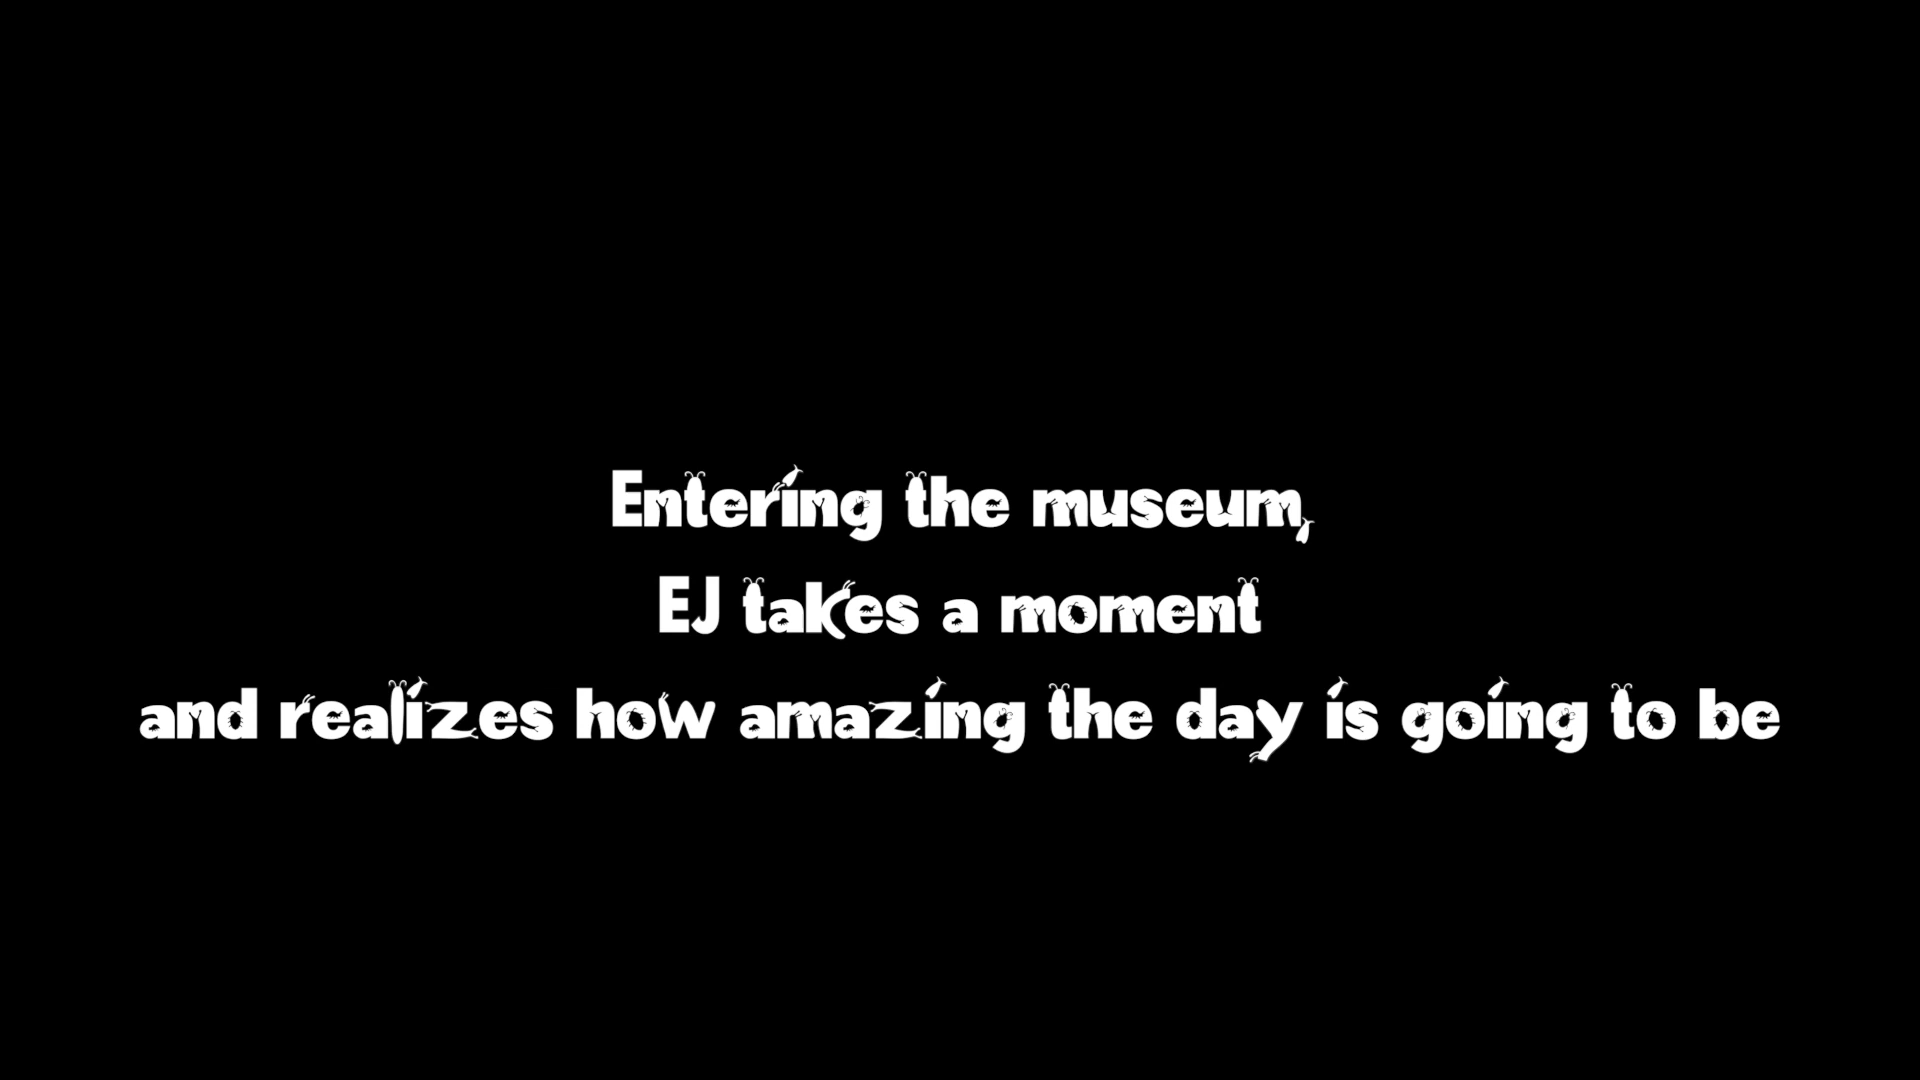 Entering the museum,
EJ takes a moment
and realizes how amazing the day is going to be